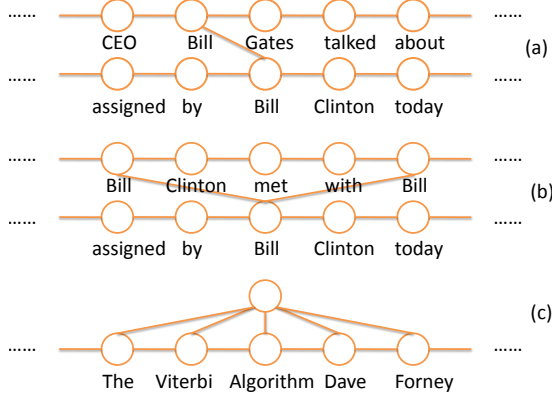 ...... ......
CEO Bill Gates talked about
(a)
...... ......
assigned by Bill Clinton today
...... ......
Bill Clinton met with Bill
(b)
...... ......
assigned by Bill Clinton today
(c)
...... ......
The Viterbi Algorithm Dave Forney